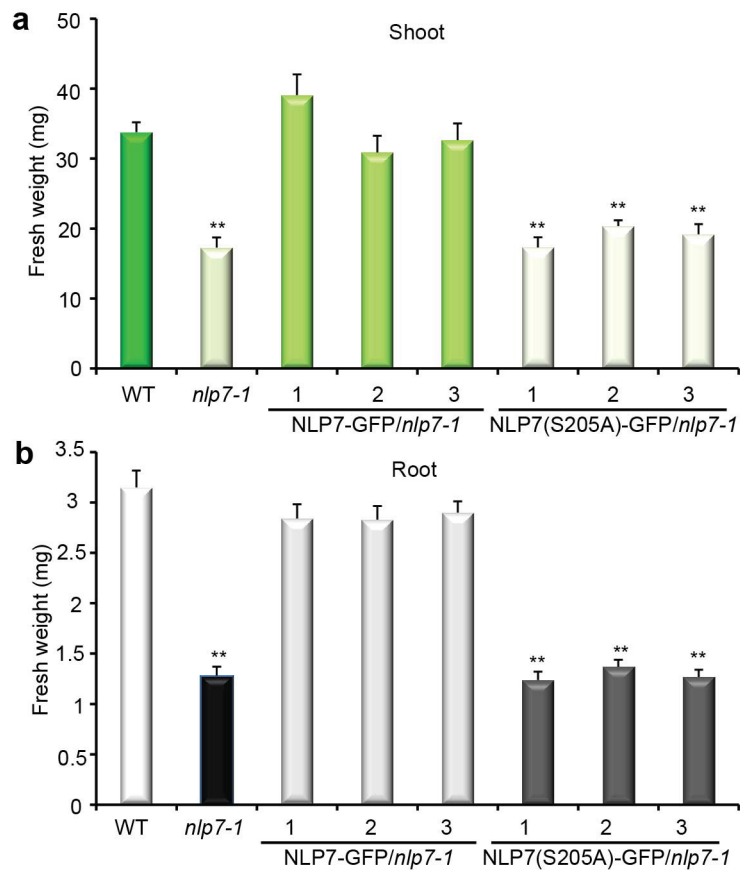 a
Shoot
Fresh weight (mg)
50
40
30
20
10
0
**
**
**
**
WT
nlp7-1
1
2
3
1
2
3
NLP7-GFP/nlp7-1
NLP7(S205A)-GFP/nlp7-1
b
Root
Fresh weight (mg)
3.5
3
2.5
2
1.5
1
0.5
0
**
**
**
**
WT
nlp7-1
1
2
3
1
2
3
NLP7-GFP/nlp7-1
NLP7(S205A)-GFP/nlp7-1